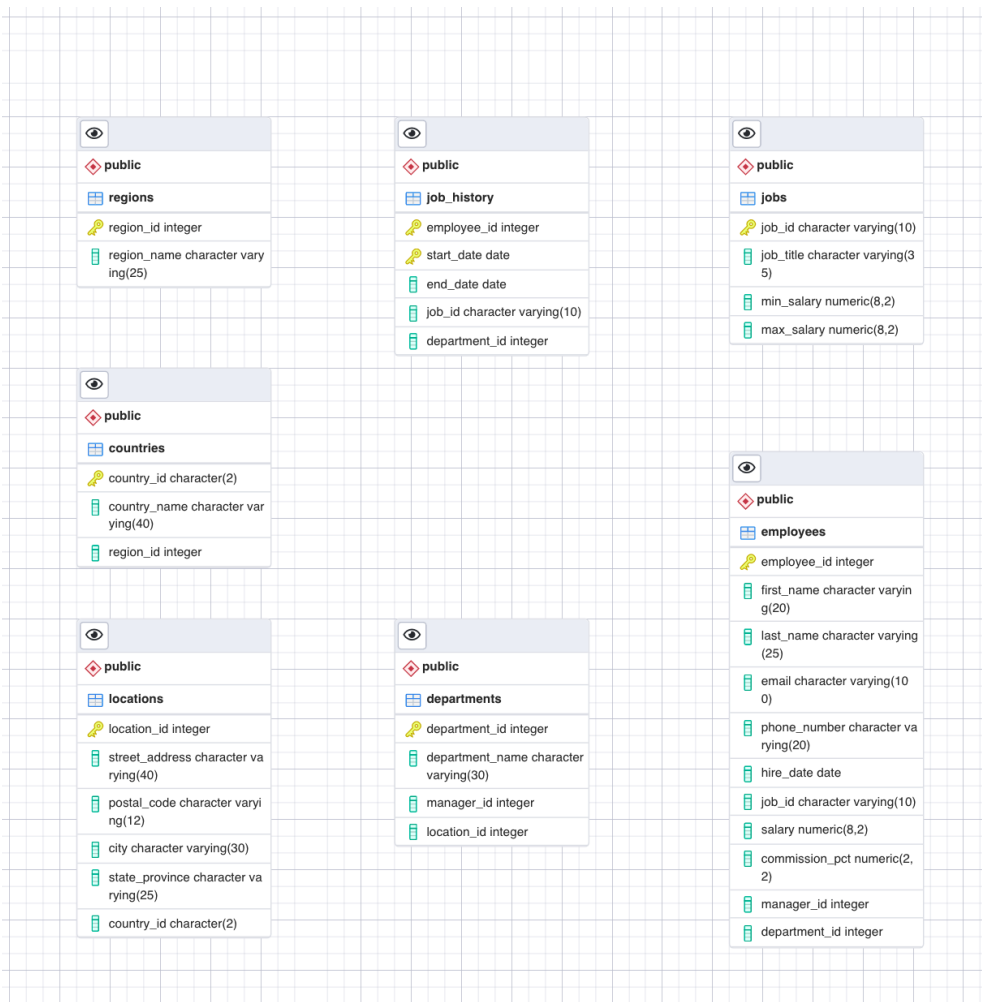 public
regions
region_id integer
region_name character vary
ing(25)
public
job_history
employee_id integer
start_date date
end_date date
job_id character varying(10)
department_id integer
public
jobs
job_id character varying(10)
job_title character varying(3
5)
min_salary numeric(8,2)
max_salary numeric(8,2)
public
countries
country_id character(2)
country_name character var
ying(40)
region_id integer
public
locations
location_id integer
street_address character va
rying(40)
postal_code character varyi
ng(12)
city character varying(30)
state_province character va
rying(25)
country_id character(2)
public
departments
department_id integer
department_name character
varying(30)
manager_id integer
location_id integer
public
employees
employee_id integer
first_name character varyin
g(20)
last_name character varying
(25)
email character varying(10
0)
phone_number character va
rying(20)
hire_date date
job_id character varying(10)
salary numeric(8,2)
commission_pct numeric(2,
2)
manager_id integer
department_id integer